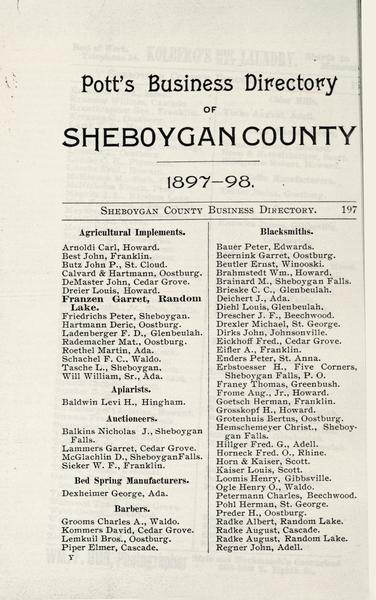 Pott's Business Directory
OF
SHEBOYGAN COUNTY
1897-98.
SHEBOYGAN COUNTY BUSINESS DIRECTORY. 197
Agricultural Implements.
Arnoldi Carl, Howard.
Best John, Franklin.
Butz John P., St. Cloud.
Calvard & Hartmann, Oostburg.
DeMaster John, Cedar Grove.
Dreier Louis, Howard.
Franzen Garret, Random
Lake.
Friedrichs Peter, Sheboygan.
Hartmann Deric, Oostburg.
Ladenberger F. D., Glenbeulah.
Rademacher Mat., Oostburg.
Roethel Martin, Ada.
Schachel F. C., Waldo.
Tasche L., Sheboygan.
Will William, Sr., Ada.
Apiarists.
Baldwin Levi H., Hingham.
Auctioneers.
Balkins Nicholas J., Sheboygan
Falls.
Lammers Garret, Cedar Grove.
McGlachlin D., Sheboygan Falls.
Sieker W. F., Franklin.
Bed Spring Manufacturers.
Dexheimer George, Ada.
Barbers.
Grooms Charles A., Waldo.
Kommers David, Cedar Grove.
Lemkuil Bros., Oostburg.
Piper Elmer, Cascade.
Y
Blacksmiths.
Bauer Peter, Edwards.
Beernink Garret, Oostburg.
Beutler Ernst, Winooski.
Brahmstedt Wm., Howard.
Brainard M., Sheboygan Falls.
Brieske C. C., Glenbeulah.
Deichert J., Ada.
Diehl Louis, Glenbeulah.
Drescher J. F., Beechwood.
Drexler Michael, St. George.
Dirks John, Johnsonville.
Eickhoff Fred., Cedar Grove.
Eifler A., Franklin.
Enders Peter, St. Anna.
Erbstoesser H., Five Corners,
Sheboygan Falls, P. O.
Franey Thomas, Greenbush.
Frome Aug., Jr., Howard.
Goetsch Herman, Franklin.
Grosskopf H., Howard.
Grotenhuis Bertus, Oostburg.
Hemschemeyer Christ., Sheboy-
gan Falls.
Hillger Fred. G., Adell.
Horneck Fred. O., Rhine.
Horn & Kaiser, Scott.
Kaiser Louis, Scott.
Loomis Henry, Gibbsville.
Ogle Henry O., Waldo.
Petermann Charles, Beechwood.
Pohl Herman, St. George.
Preder H., Oostburg.
Radke Albert, Random Lake.
Radke August, Cascade.
Radke August, Random Lake.
Regner John, Adell.